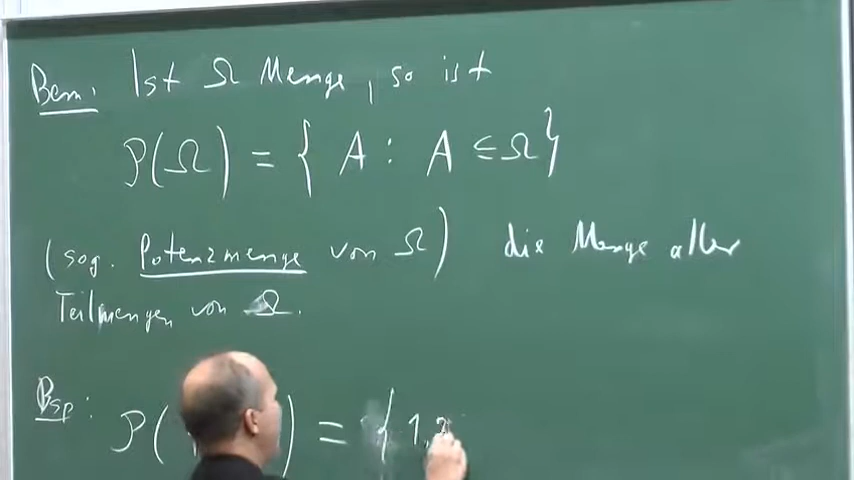 Bem: Ist Ω Menge, so ist
P(Ω) = { A : A ⊆ Ω }
(sog. Potenzmenge von Ω) die Menge aller
Teilmengen von Ω.
Bsp: P( ) = { 1,